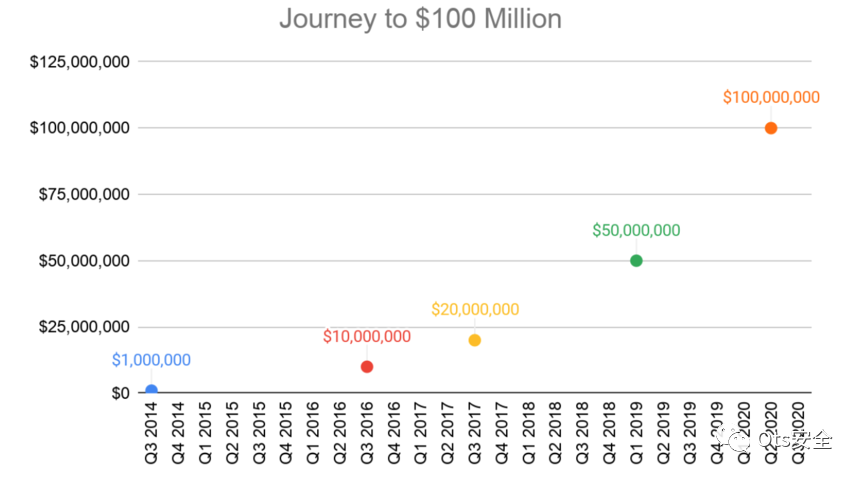 Journey to $100 Million
$125,000,000
$100,000,000
$100,000,000
$75,000,000
$50,000,000
$50,000,000
$25,000,000
$20,000,000
$10,000,000
$1,000,000
$0
Q3 2014
Q4 2014
Q1 2015
Q2 2015
Q3 2015
Q4 2015
Q1 2016
Q2 2016
Q3 2016
Q4 2016
Q1 2017
Q2 2017
Q3 2017
Q4 2017
Q1 2018
Q2 2018
Q3 2018
Q4 2018
Q1 2019
Q2 2019
Q3 2019
Q4 2019
2020
Q2 2020
Q3 2020
Ots安全